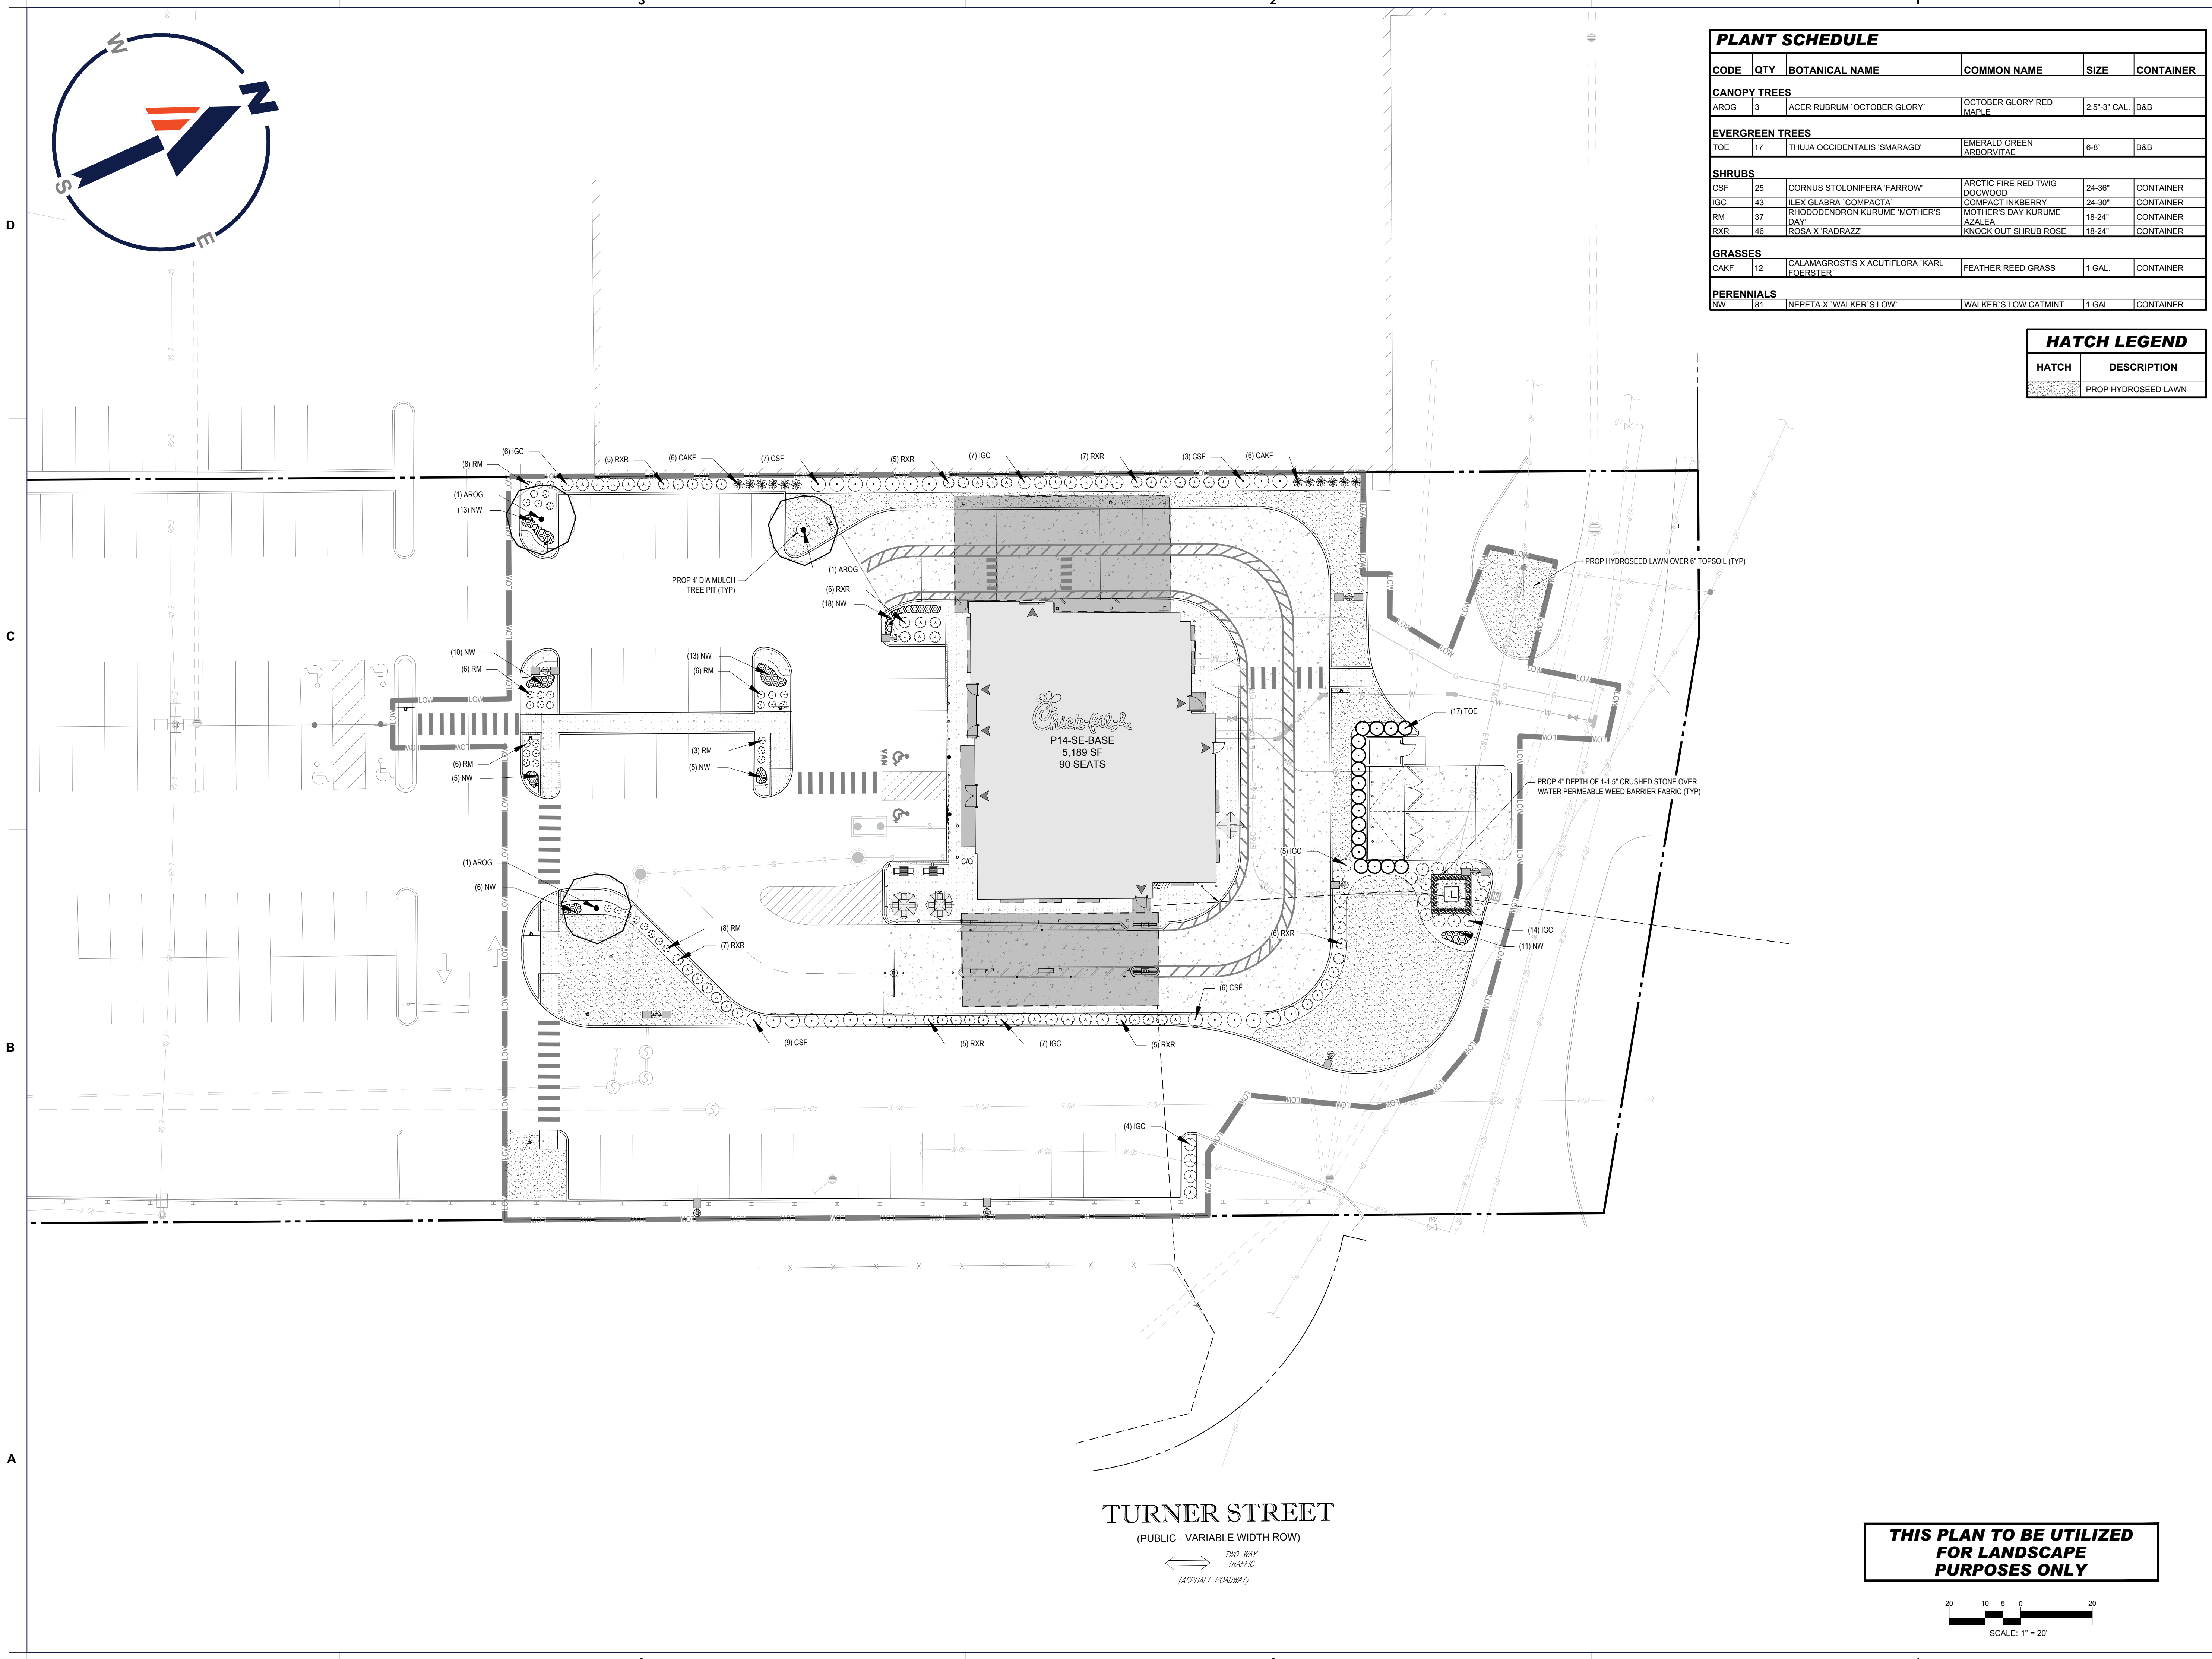 3
2
1
D
C
B
A
N
W
S
E
PLANT SCHEDULE
CODE QTY BOTANICAL NAME COMMON NAME SIZE CONTAINER
CANOPY TREES
AROG 3 ACER RUBRUM `OCTOBER GLORY` OCTOBER GLORY RED MAPLE 2.5"-3" CAL. B&B
EVERGREEN TREES
TOE 17 THUJA OCCIDENTALIS 'SMARAGD' EMERALD GREEN ARBORVITAE 6-8` B&B
SHRUBS
CSF 25 CORNUS STOLONIFERA 'FARROW' ARCTIC FIRE RED TWIG DOGWOOD 24-36" CONTAINER
IGC 43 ILEX GLABRA `COMPACTA` COMPACT INKBERRY 24-30" CONTAINER
RM 37 RHODODENDRON KURUME 'MOTHER'S DAY' MOTHER'S DAY KURUME AZALEA 18-24" CONTAINER
RXR 46 ROSA X 'RADRAZZ' KNOCK OUT SHRUB ROSE 18-24" CONTAINER
GRASSES
CAKF 12 CALAMAGROSTIS X ACUTIFLORA `KARL FOERSTER` FEATHER REED GRASS 1 GAL. CONTAINER
PERENNIALS
NW 81 NEPETA X `WALKER`S LOW` WALKER`S LOW CATMINT 1 GAL. CONTAINER
HATCH LEGEND
HATCH DESCRIPTION
PROP HYDROSEED LAWN
(8) RM
(6) IGC
(5) RXR
(6) CAKF
(7) CSF
(5) RXR
(7) IGC
(7) RXR
(3) CSF
(6) CAKF
(1) AROG
(13) NW
PROP 4' DIA MULCH
TREE PIT (TYP)
(1) AROG
(6) RXR
(18) NW
PROP HYDROSEED LAWN OVER 6" TOPSOIL (TYP)
(10) NW
(6) RM
(13) NW
(6) RM
(3) RM
(5) NW
(6) RM
(5) NW
VAN
Chick-fil-A
P14-SE-BASE
5,189 SF
90 SEATS
(17) TOE
PROP 4" DEPTH OF 1-1.5" CRUSHED STONE OVER
WATER PERMEABLE WEED BARRIER FABRIC (TYP)
(1) AROG
(6) NW
C/O
(5) IGC
(14) IGC
(11) NW
(8) RM
(7) RXR
(6) RXR
(6) CSF
(9) CSF
(5) RXR
(7) IGC
(5) RXR
(4) IGC
LOW
TURNER STREET
(PUBLIC - VARIABLE WIDTH ROW)
TWO WAY
TRAFFIC
(ASPHALT ROADWAY)
THIS PLAN TO BE UTILIZED
FOR LANDSCAPE
PURPOSES ONLY
20 10 5 0 20
SCALE: 1" = 20'